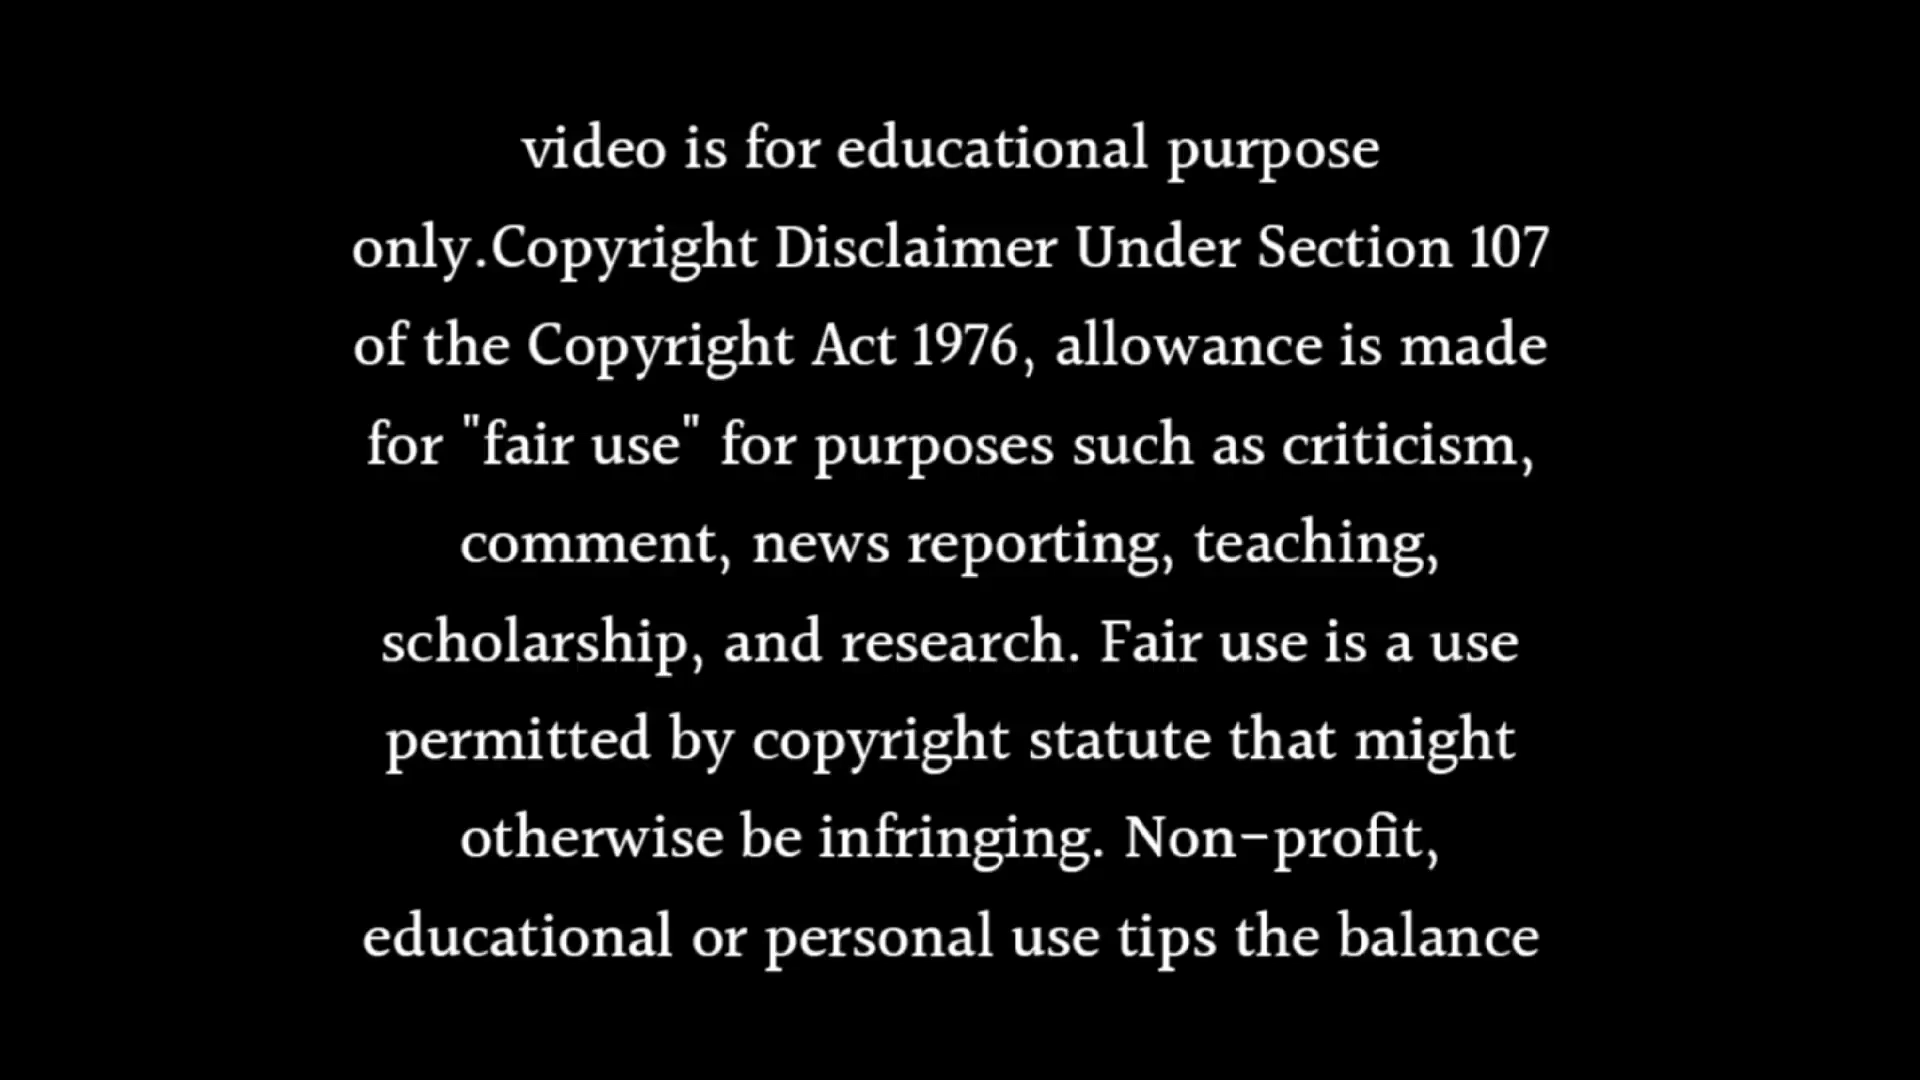 video is for educational purpose
only.Copyright Disclaimer Under Section 107
of the Copyright Act 1976, allowance is made
for "fair use" for purposes such as criticism,
comment, news reporting, teaching,
scholarship, and research. Fair use is a use
permitted by copyright statute that might
otherwise be infringing. Non-profit,
educational or personal use tips the balance